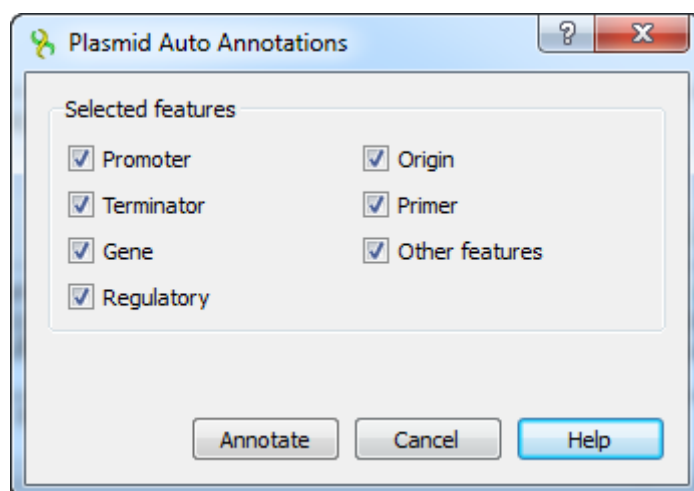 Plasmid Auto Annotations
Selected features
Promoter
Origin
Terminator
Primer
Gene
Other features
Regulatory
Annotate
Cancel
Help